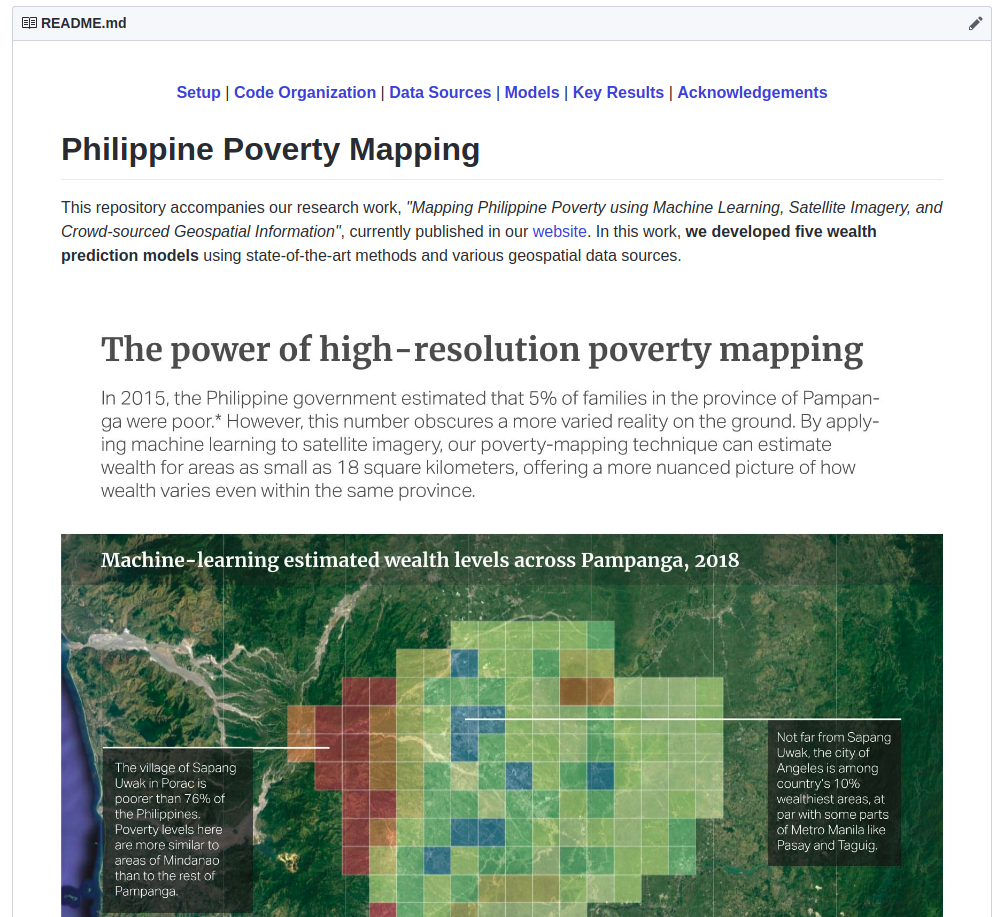 README.md
Setup | Code Organization | Data Sources | Models | Key Results | Acknowledgements
Philippine Poverty Mapping
This repository accompanies our research work, "Mapping Philippine Poverty using Machine Learning, Satellite Imagery, and
Crowd-sourced Geospatial Information", currently published in our website. In this work, we developed five wealth
prediction models using state-of-the-art methods and various geospatial data sources.
The power of high-resolution poverty mapping
In 2015, the Philippine government estimated that 5% of families in the province of Pampan-
ga were poor.* However, this number obscures a more varied reality on the ground. By apply-
ing machine learning to satellite imagery, our poverty-mapping technique can estimate
wealth for areas as small as 18 square kilometers, offering a more nuanced picture of how
wealth varies even within the same province.
Machine-learning estimated wealth levels across Pampanga, 2018
The village of Sapang
Uwak in Porac is
poorer than 76% of
the Philippines.
Poverty levels here
are more similar to
areas of Mindanao
than to the rest of
Pampanga.
Not far from Sapang
Uwak, the city of
Angeles is among
country's 10%
wealthiest areas, at
par with some parts
of Metro Manila like
Pasay and Taguig.